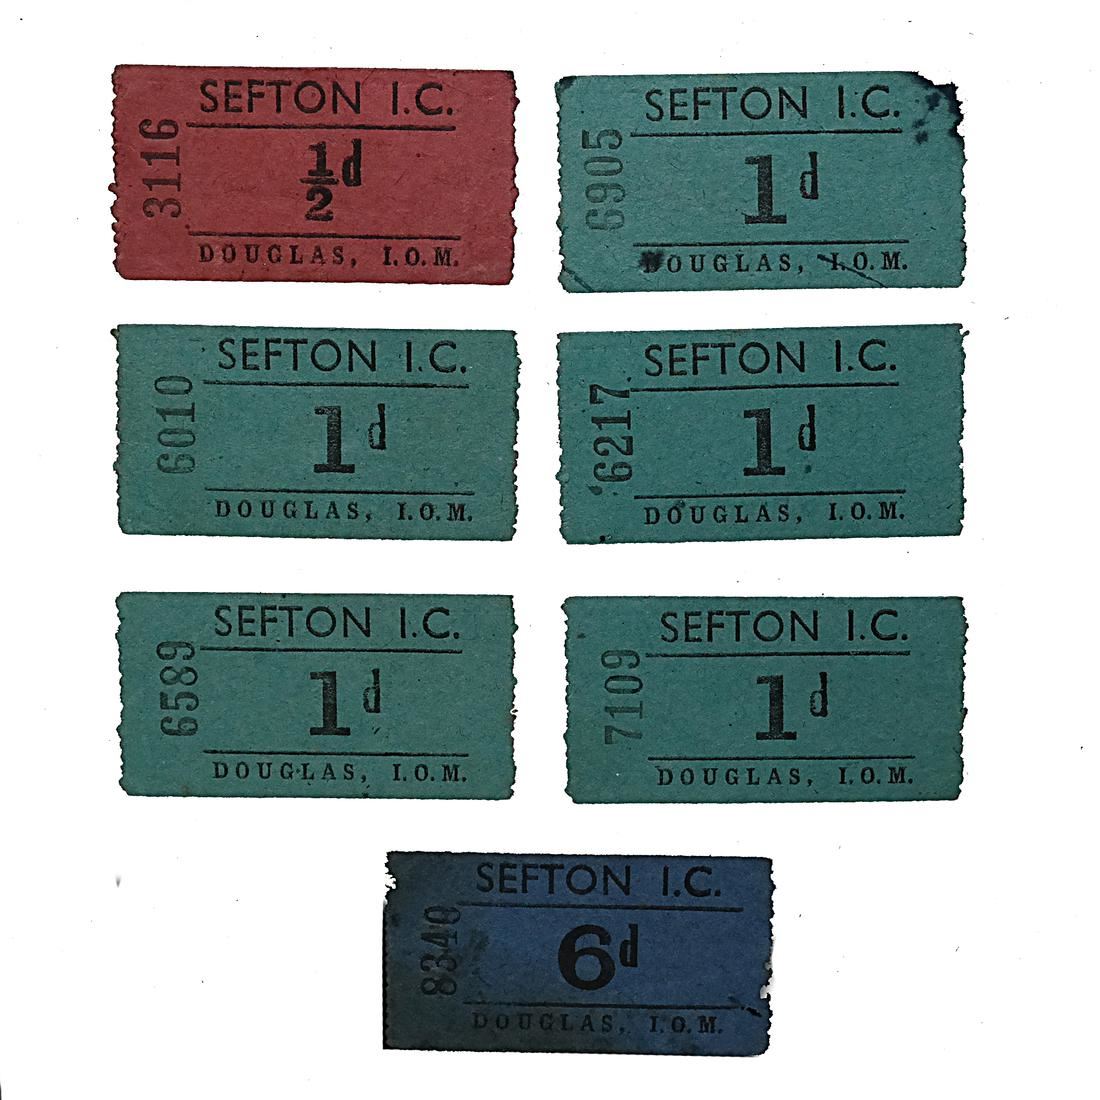 SEFTON I.C.
3116
½d
DOUGLAS, I.O.M.
SEFTON I.C.
6905
1d
DOUGLAS, I.O.M.
SEFTON I.C.
6010
1d
DOUGLAS, I.O.M.
SEFTON I.C.
6217
1d
DOUGLAS, I.O.M.
SEFTON I.C.
6589
1d
DOUGLAS, I.O.M.
SEFTON I.C.
7109
1d
DOUGLAS, I.O.M.
SEFTON I.C.
8340
6d
DOUGLAS, I.O.M.